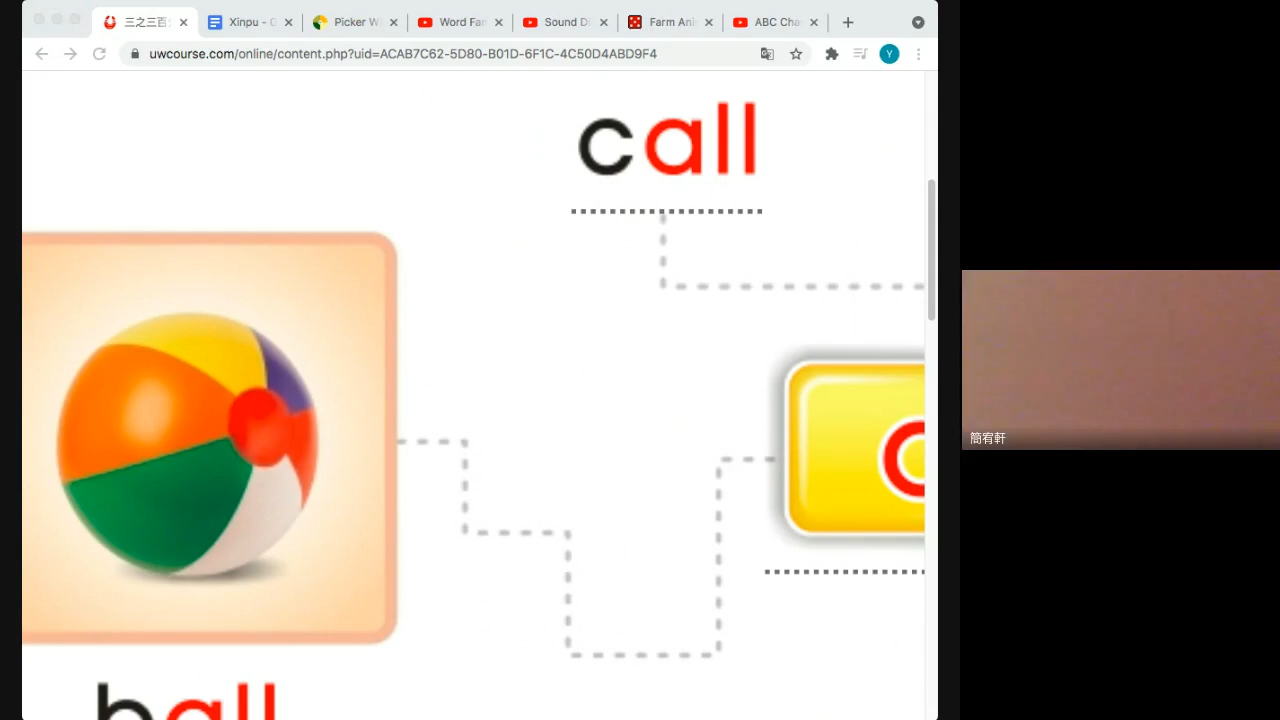 三之三百
Xinpu - G
Picker W
Word Fan
Sound Di
Farm Ani
ABC Cha
uwcourse.com/online/content.php?uid=ACAB7C62-5D80-B01D-6F1C-4C50D4ABD9F4
Y
call
ball
簡宥軒